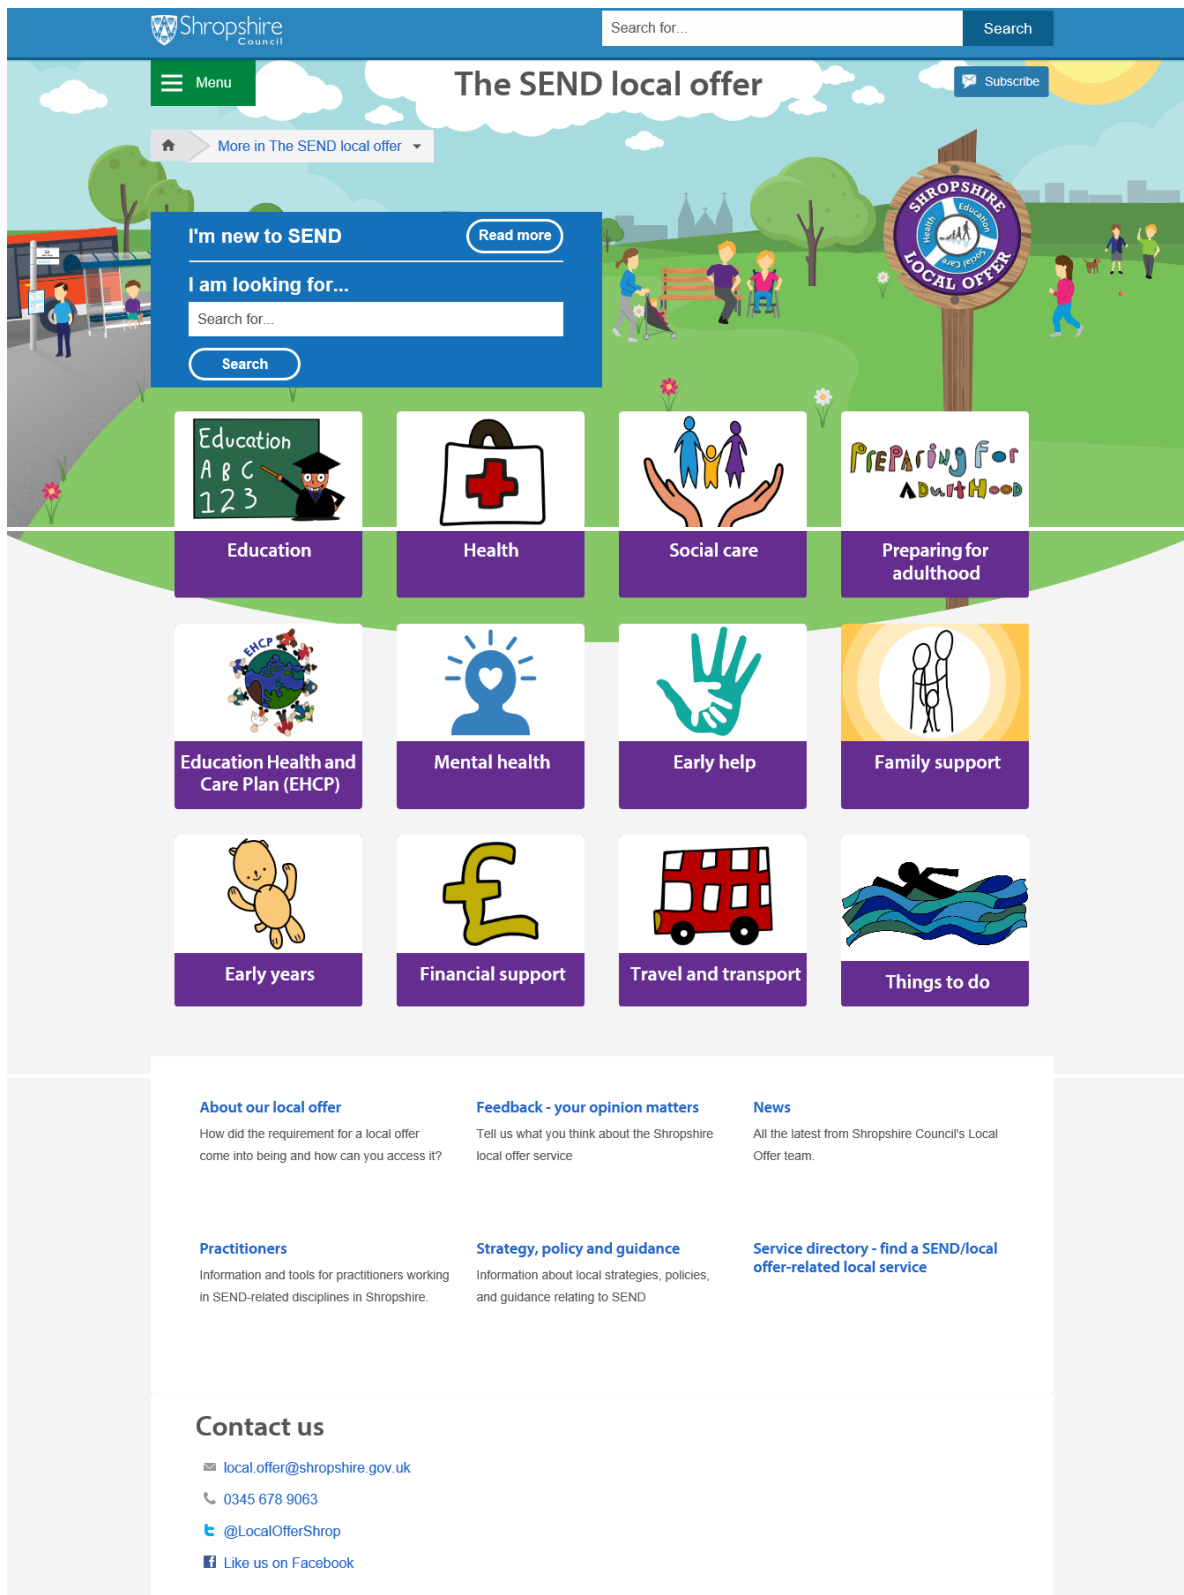 Shropshire
Council
Search for...
Search
Menu
The SEND local offer
Subscribe
More in The SEND local offer
SHROPSHIRE
LOCAL OFFER
Health
Education
Social Care
I'm new to SEND
Read more
I am looking for...
Search for...
Search
Education
A B C
1 2 3
PREPARING FOR
ADULTHOOD
Education
Health
Social care
Preparing for
adulthood
EHCP
Education Health and
Care Plan (EHCP)
Mental health
Early help
Family support
£
Early years
Financial support
Travel and transport
Things to do
About our local offer
How did the requirement for a local offer
come into being and how can you access it?
Feedback - your opinion matters
Tell us what you think about the Shropshire
local offer service
News
All the latest from Shropshire Council's Local
Offer team.
Practitioners
Information and tools for practitioners working
in SEND-related disciplines in Shropshire.
Strategy, policy and guidance
Information about local strategies, policies,
and guidance relating to SEND
Service directory - find a SEND/local
offer-related local service
Contact us
local.offer@shropshire.gov.uk
0345 678 9063
@LocalOfferShrop
Like us on Facebook